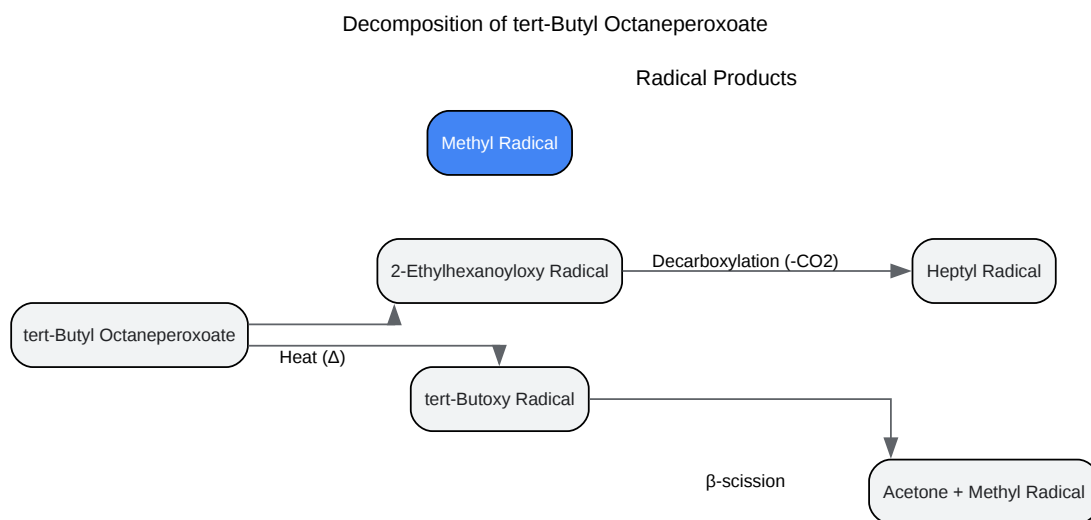 Decomposition of tert-Butyl Octaneperoxoate
Radical Products
Methyl Radical
2-Ethylhexanoyloxy Radical
Decarboxylation (-CO2)
Heptyl Radical
tert-Butyl Octaneperoxoate
Heat (Δ)
tert-Butoxy Radical
β-scission
Acetone + Methyl Radical